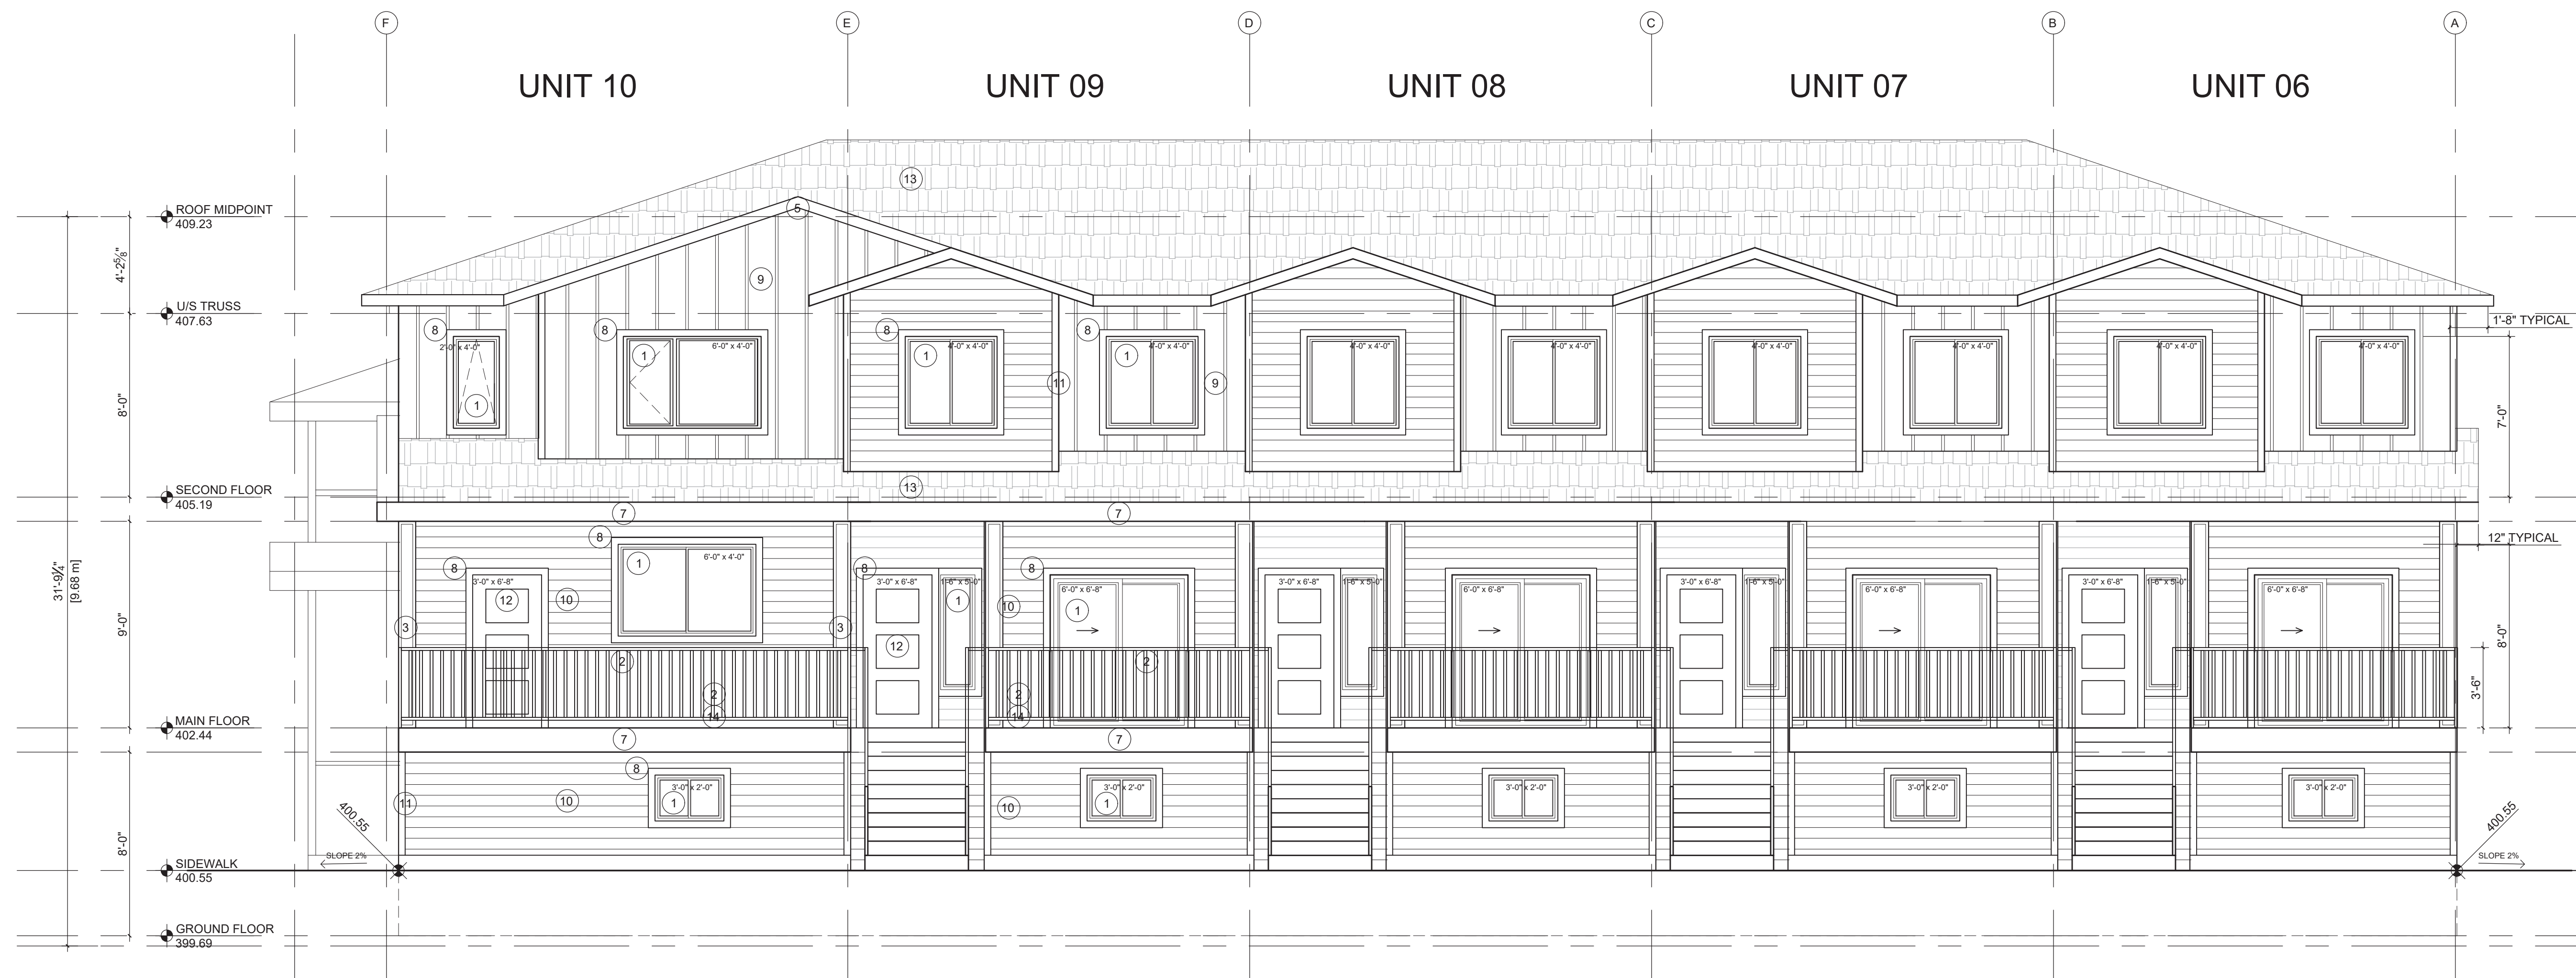 F E D C B A
UNIT 10 UNIT 09 UNIT 08 UNIT 07 UNIT 06
13
ROOF MIDPOINT
409.23
5
4'-2 5/8"
9
U/S TRUSS
407.63
1'-8" TYPICAL
8 8 8 8
2'-0" x 4'-0" 6'-0" x 4'-0" 4'-0" x 4'-0" 4'-0" x 4'-0" 4'-0" x 4'-0" 4'-0" x 4'-0" 4'-0" x 4'-0" 4'-0" x 4'-0" 4'-0" x 4'-0" 4'-0" x 4'-0"
1 1 1
11 9
1
8'-0"
7'-0"
13
SECOND FLOOR
405.19
7 7
8
12" TYPICAL
6'-0" x 4'-0"
1
8 8 8
3'-0" x 6'-8" 3'-0" x 6'-8" 1'-6" x 5'-0" 3'-0" x 6'-8" 1'-6" x 5'-0" 3'-0" x 6'-8" 1'-6" x 5'-0" 3'-0" x 6'-8" 1'-6" x 5'-0"
6'-0" x 6'-8" 6'-0" x 6'-8" 6'-0" x 6'-8" 6'-0" x 6'-8"
12 10 1 10 1
31'-9 1/4"
[9.68 m]
9'-0"
3 3
12
8'-0"
2 2
3'-6"
2 2
14 14
MAIN FLOOR
402.44
7 7
8
3'-0" x 2'-0" 3'-0" x 2'-0" 3'-0" x 2'-0" 3'-0" x 2'-0" 3'-0" x 2'-0"
11 10 1 10 1
400.55 400.55
8'-0"
SLOPE 2% SLOPE 2%
SIDEWALK
400.55
GROUND FLOOR
399.69